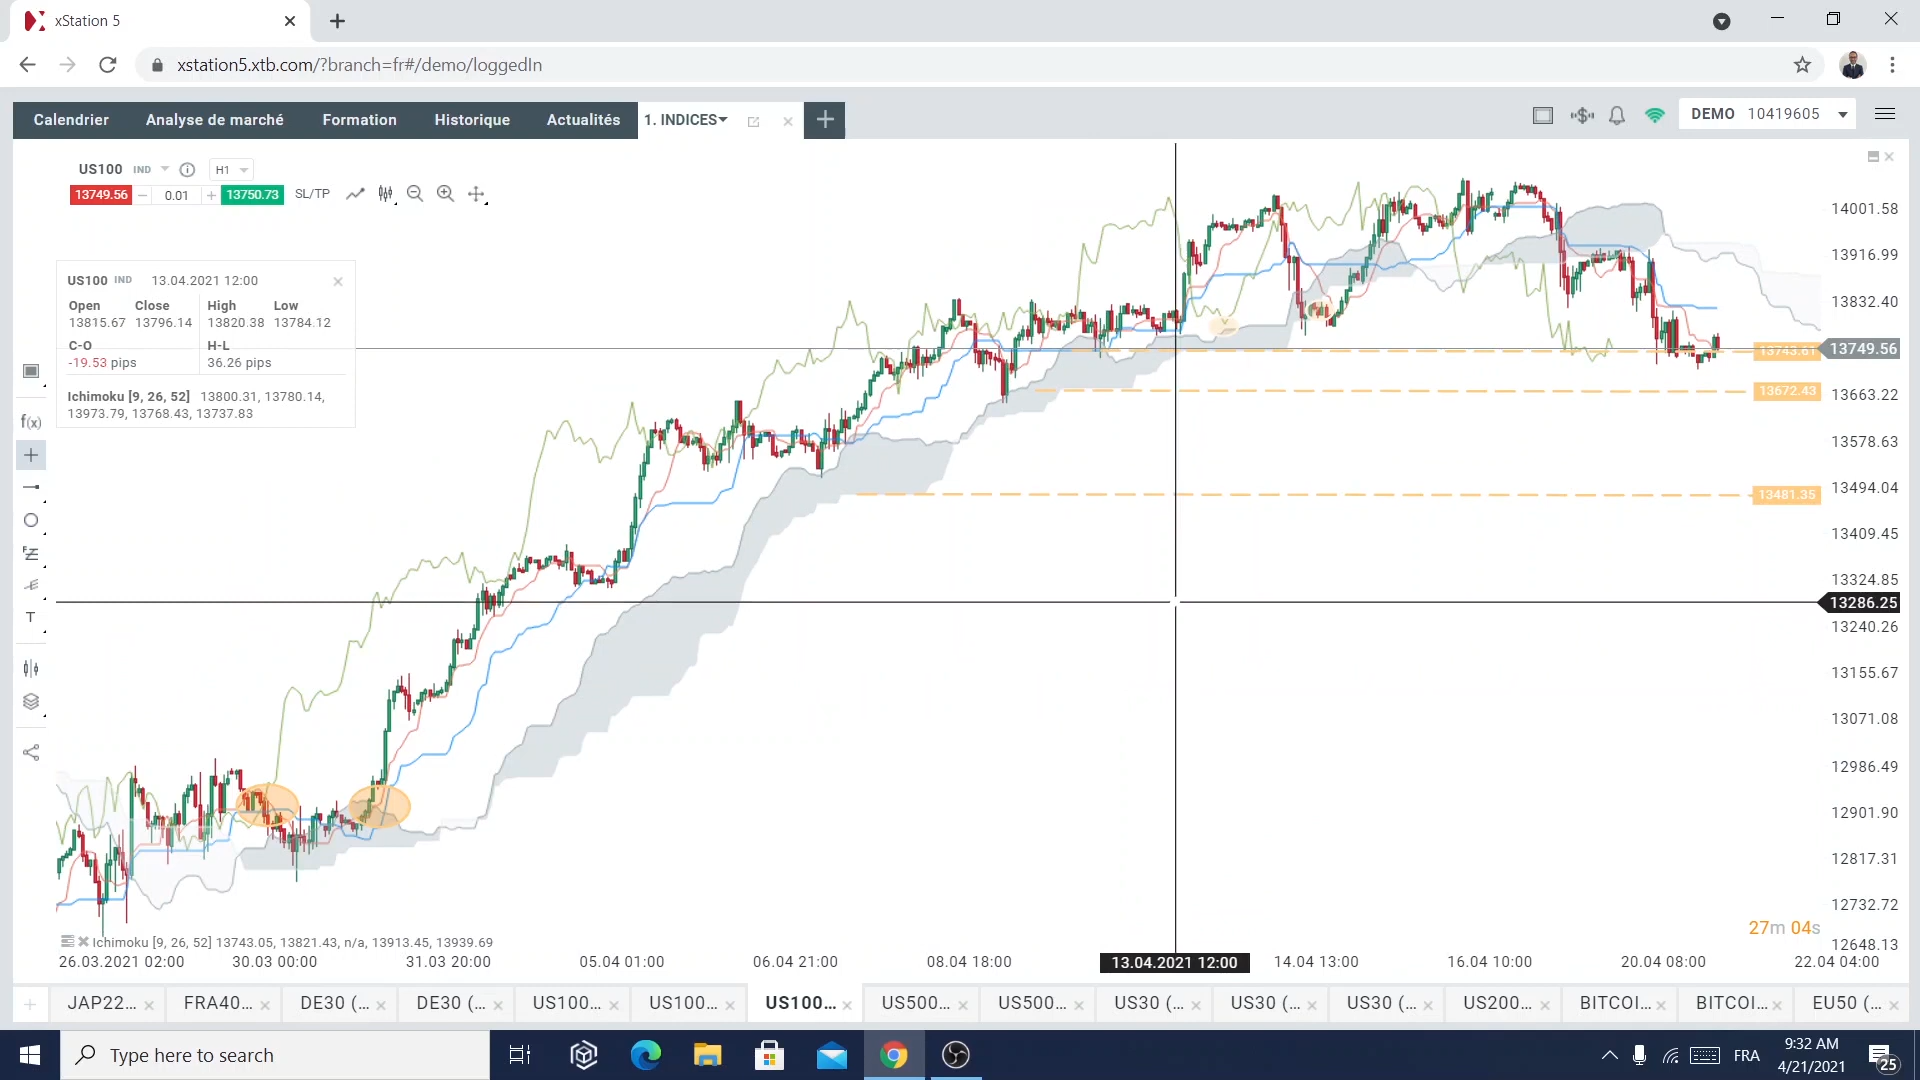 xStation 5
xstation5.xtb.com/?branch=fr#/demo/loggedIn
Calendrier Analyse de marché Formation Historique Actualités 1. INDICES DEMO 10419605
US100 IND H1
13749.56 0.01 13750.73 SL/TP
US100 IND 13.04.2021 12:00
Open Close High Low
13815.67 13796.14 13820.38 13784.12
C-O H-L
-19.53 pips 36.26 pips
Ichimoku [9, 26, 52] 13800.31, 13780.14,
13973.79, 13768.43, 13737.83
f(x)
T
14001.58
13916.99
13832.40
13743.61 13749.56
13672.43 13663.22
13578.63
13481.35 13494.04
13409.45
13324.85
13286.25
13240.26
13155.67
13071.08
12986.49
12901.90
12817.31
12732.72
27m 04s
12648.13
Ichimoku [9, 26, 52] 13743.05, 13821.43, n/a, 13913.45, 13939.69
26.03.2021 02:00 30.03 00:00 31.03 20:00 05.04 01:00 06.04 21:00 08.04 18:00 13.04.2021 12:00 14.04 13:00 16.04 10:00 20.04 08:00 22.04 04:00
JAP22... FRA40... DE30 (... DE30 (... US100... US100... US100... US500... US500... US30 (... US30 (... US30 (... US200... BITCOI... BITCOI... EU50 (...
Type here to search FRA 9:32 AM
4/21/2021 25